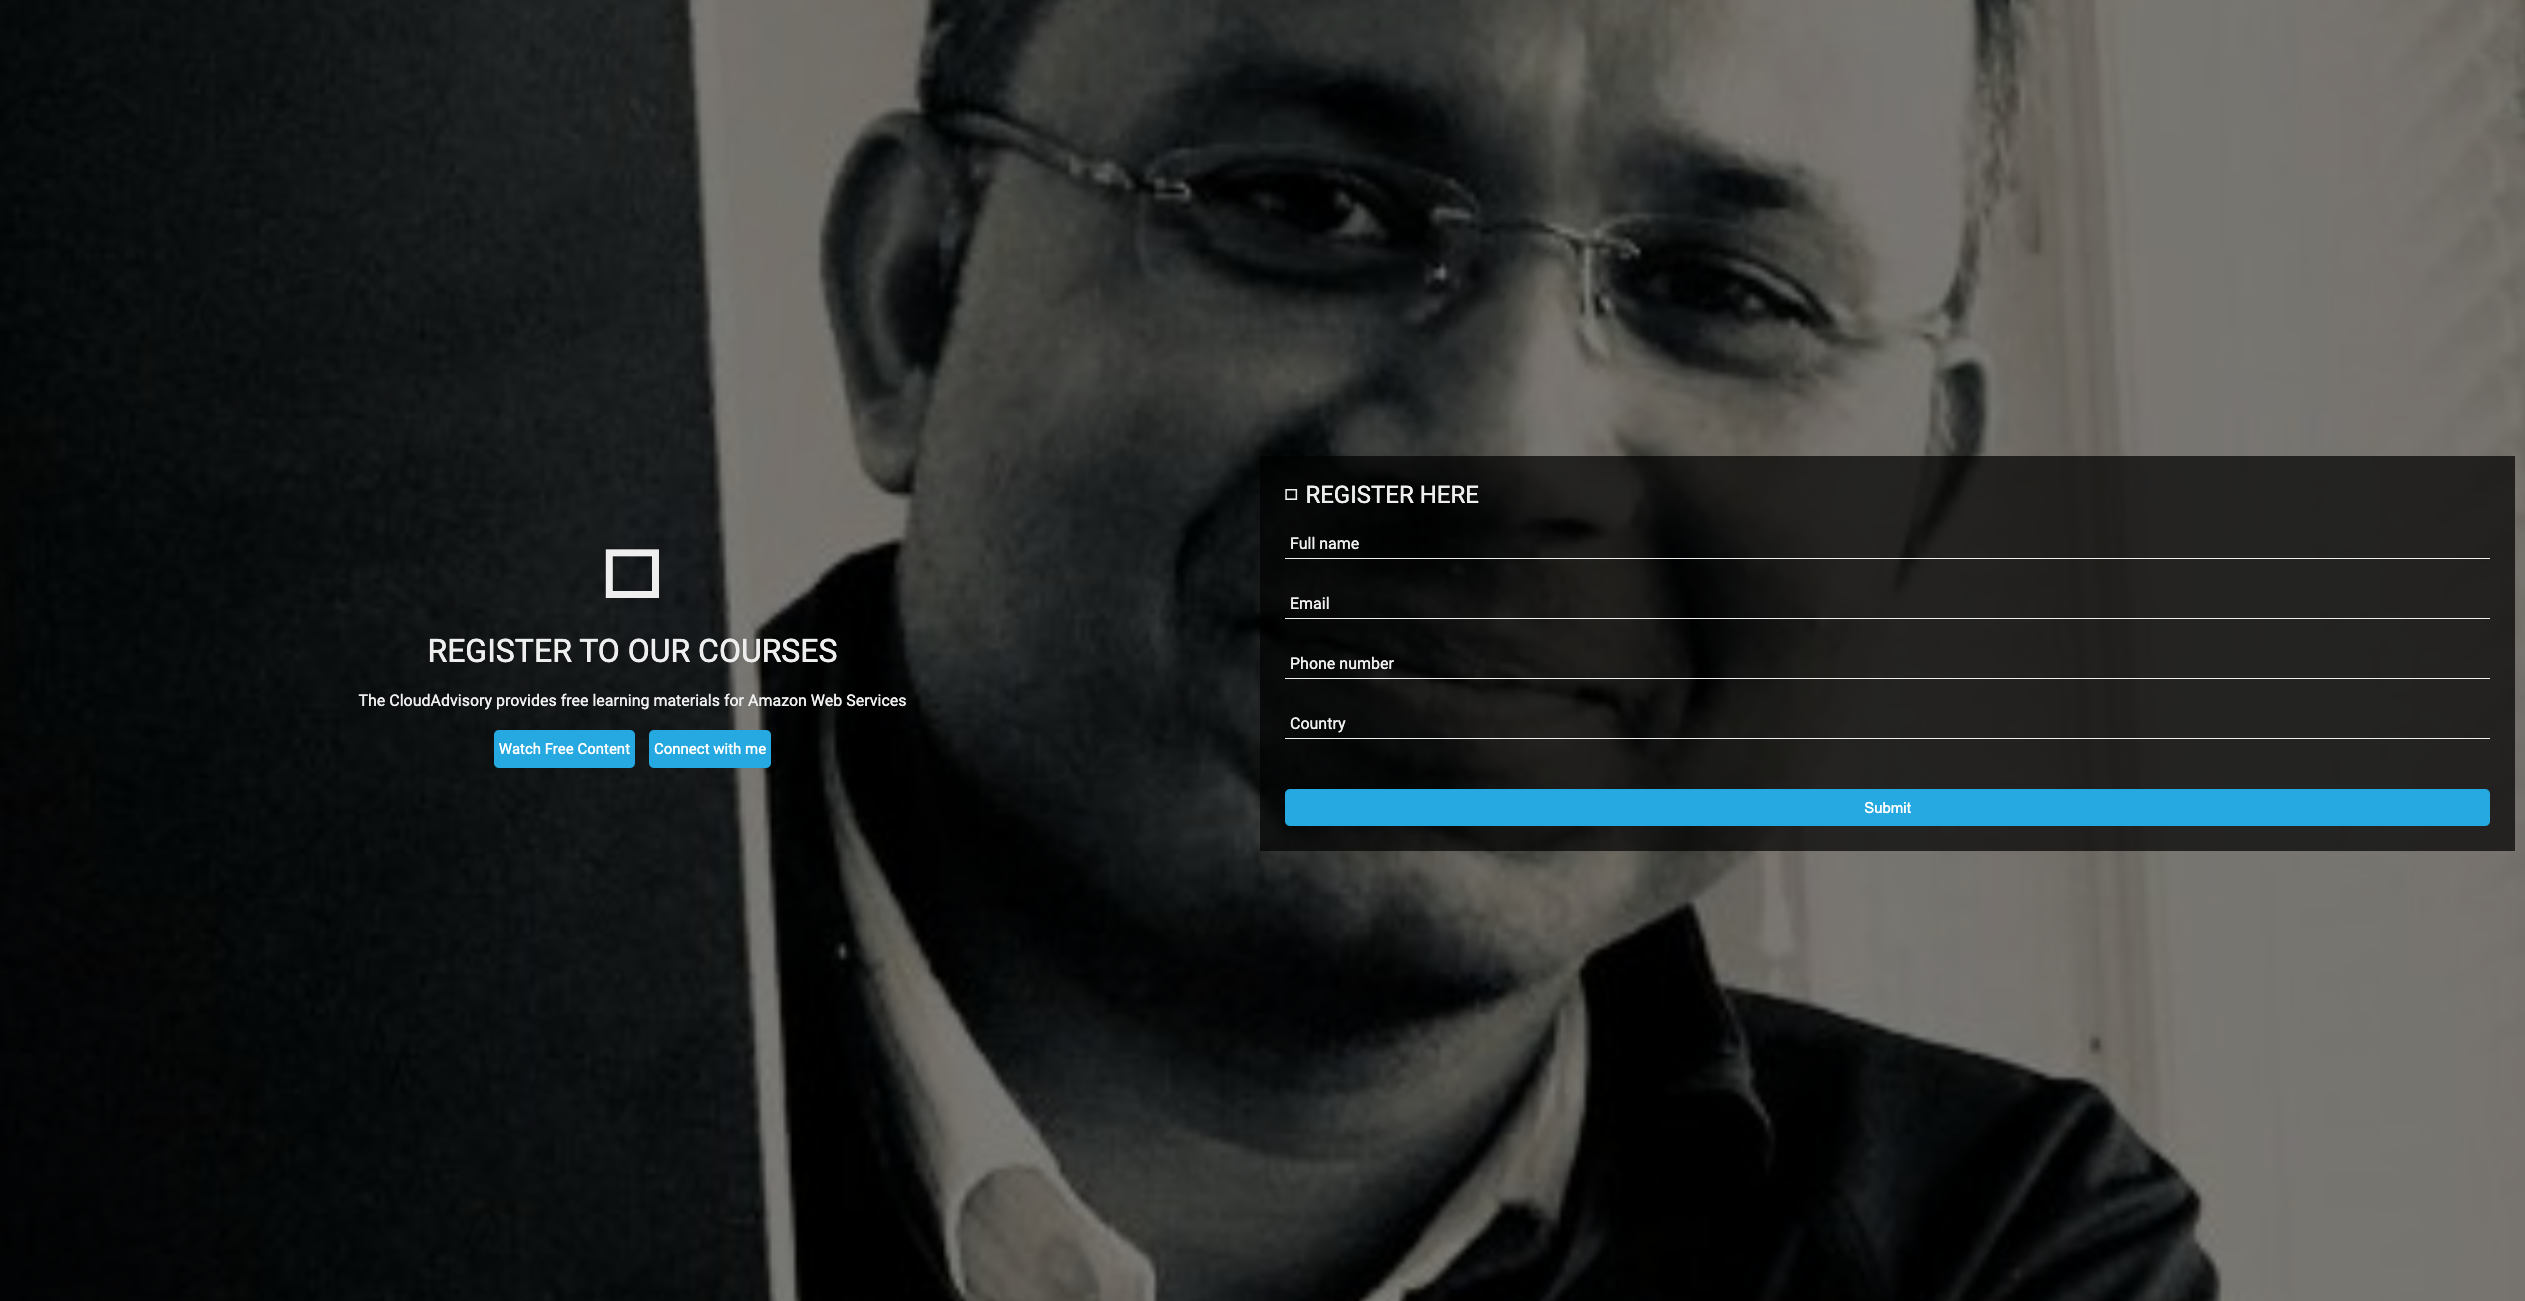 REGISTER TO OUR COURSES
The CloudAdvisory provides free learning materials for Amazon Web Services
Watch Free Content
Connect with me
REGISTER HERE
Full name
Email
Phone number
Country
Submit